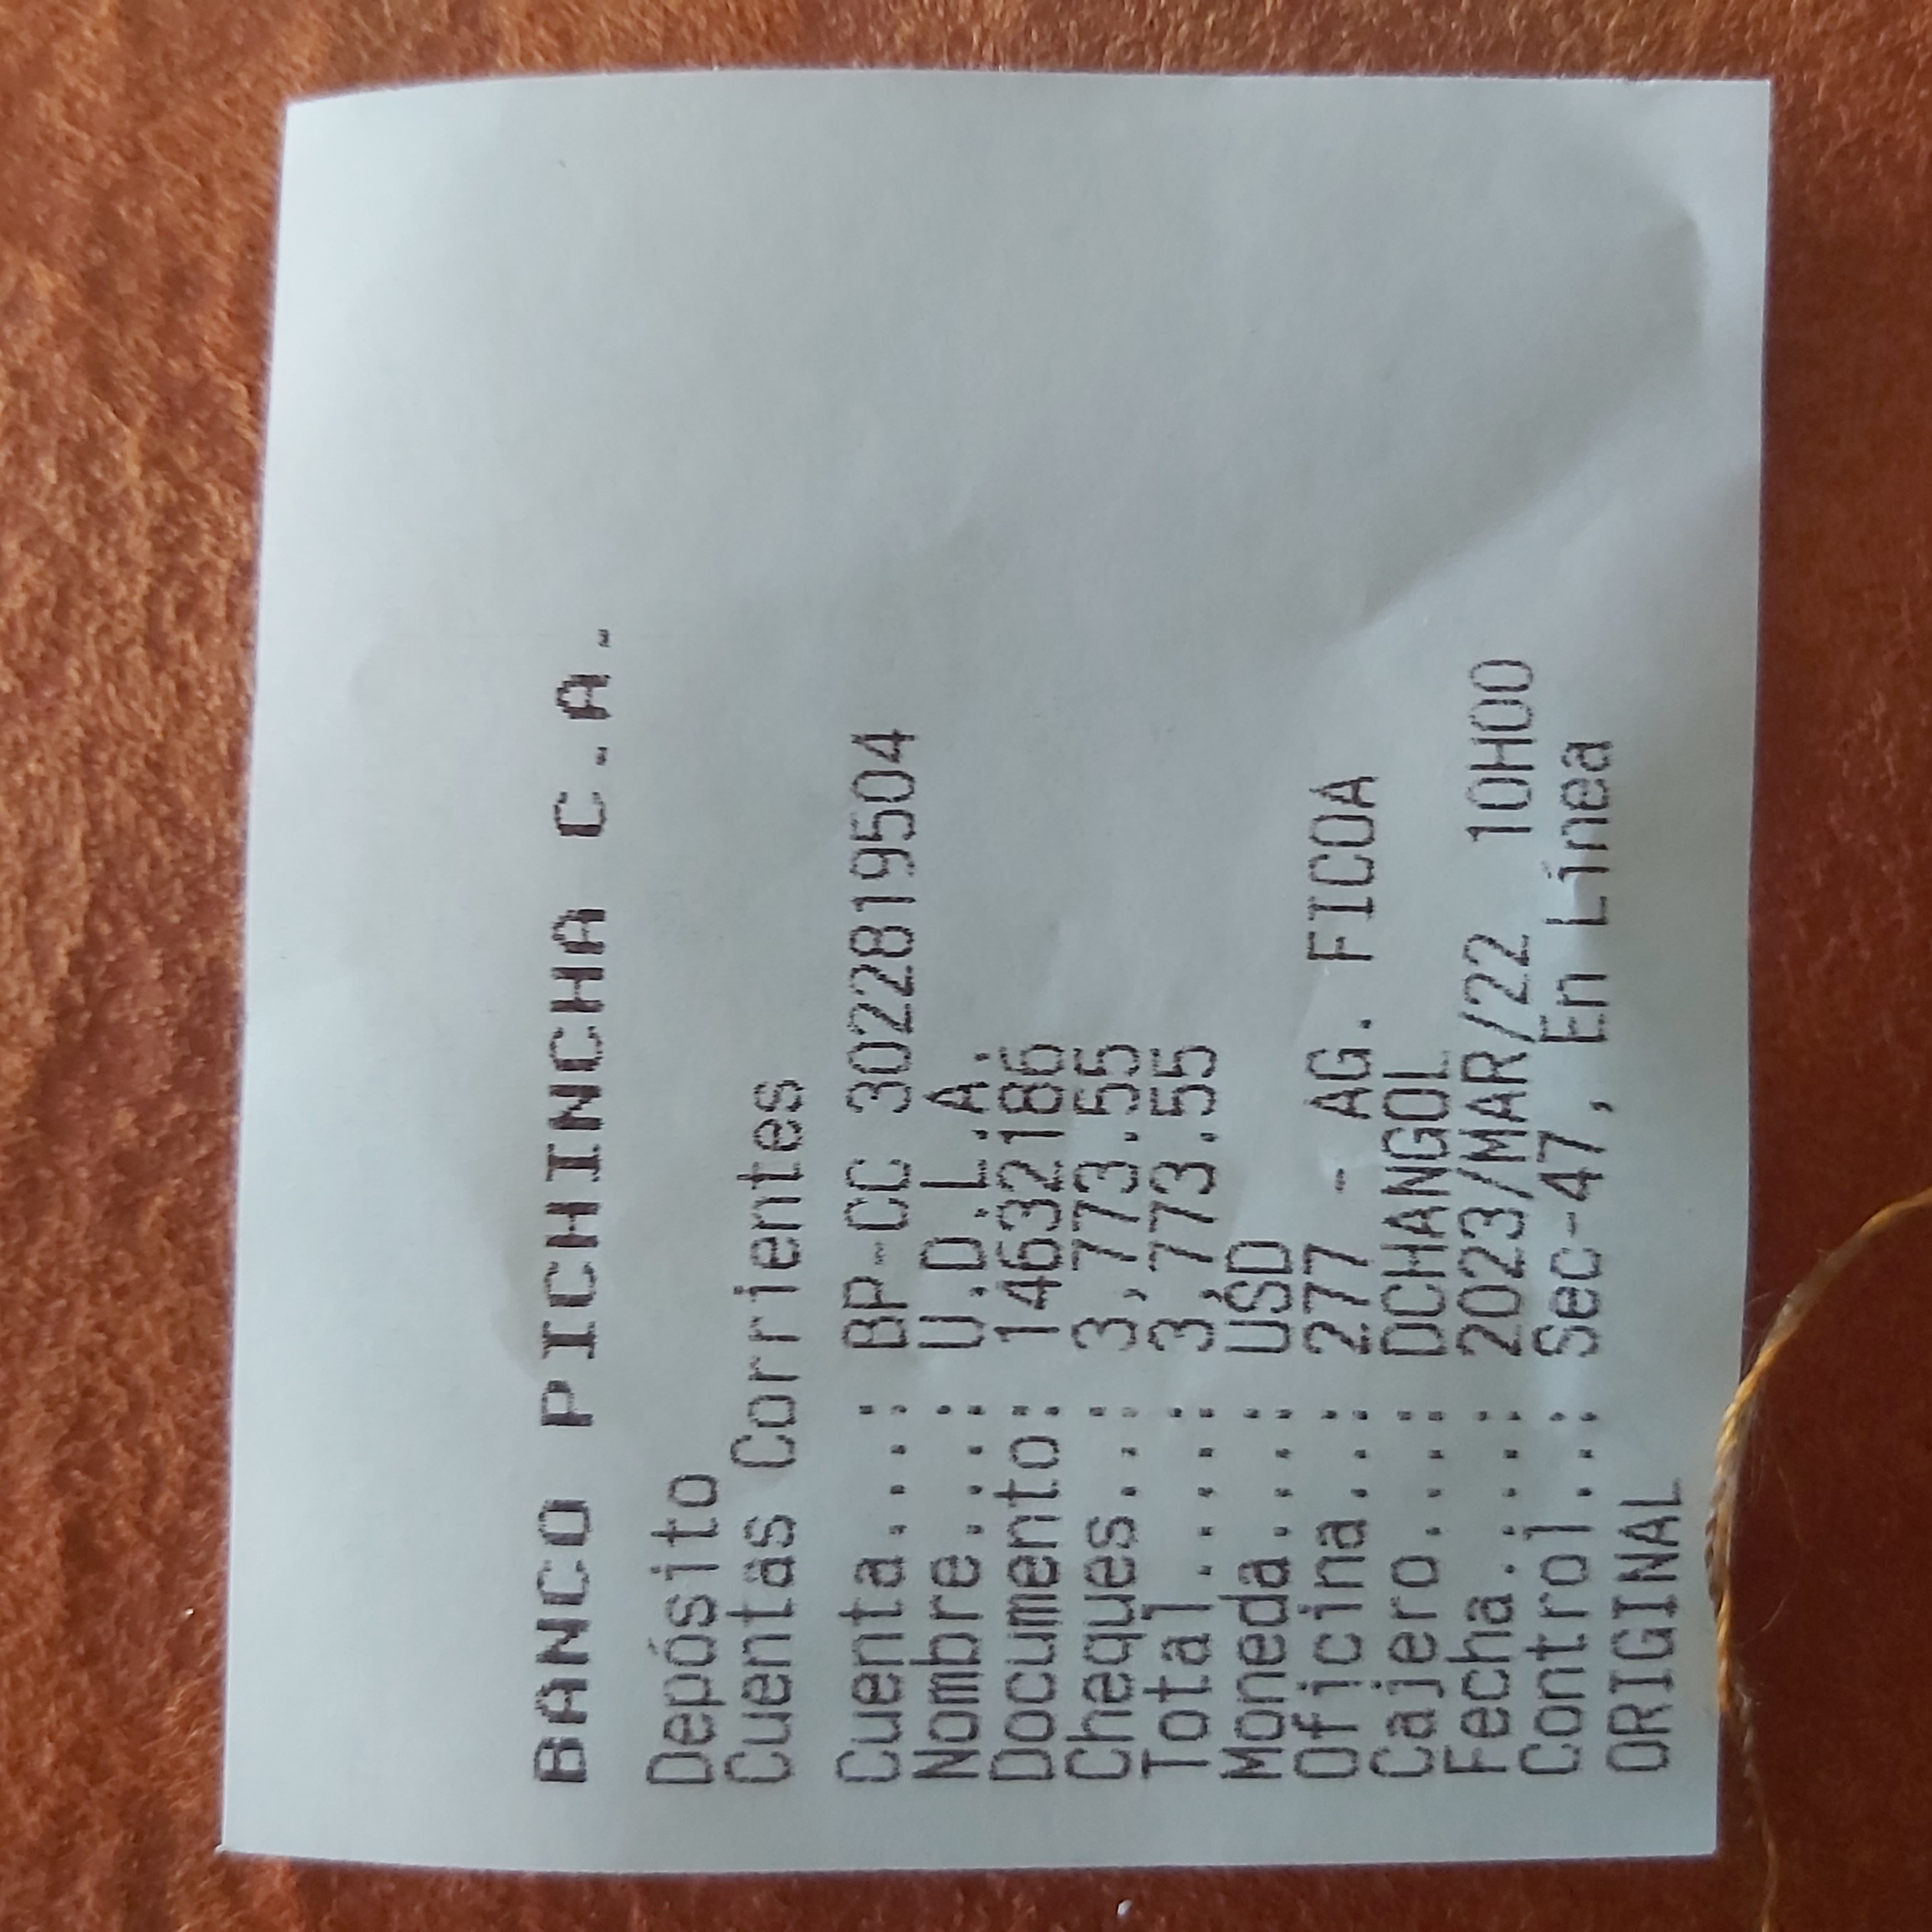 BANCO PICHINCHA C.A.
Depósito
Cuentas Corrientes
Cuenta....: BP-CC 3022819504
Nombre...: U.D.L.A.
Documento: 14632186
Cheques..: 3,773.55
Total.....: 3,773.55
Moneda....: USD
Oficina...: 277 - AG. FICOA
Cajero....: DCHANGOL
Fecha.....: 2023/MAR/22 10H00
Control...: Sec-47, En Linea
ORIGINAL